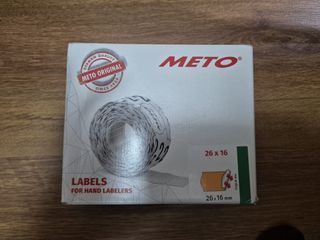 METO ORIGINAL
METO®
26 x 16
LABELS
FOR HAND LABELERS
26 x 16 mm